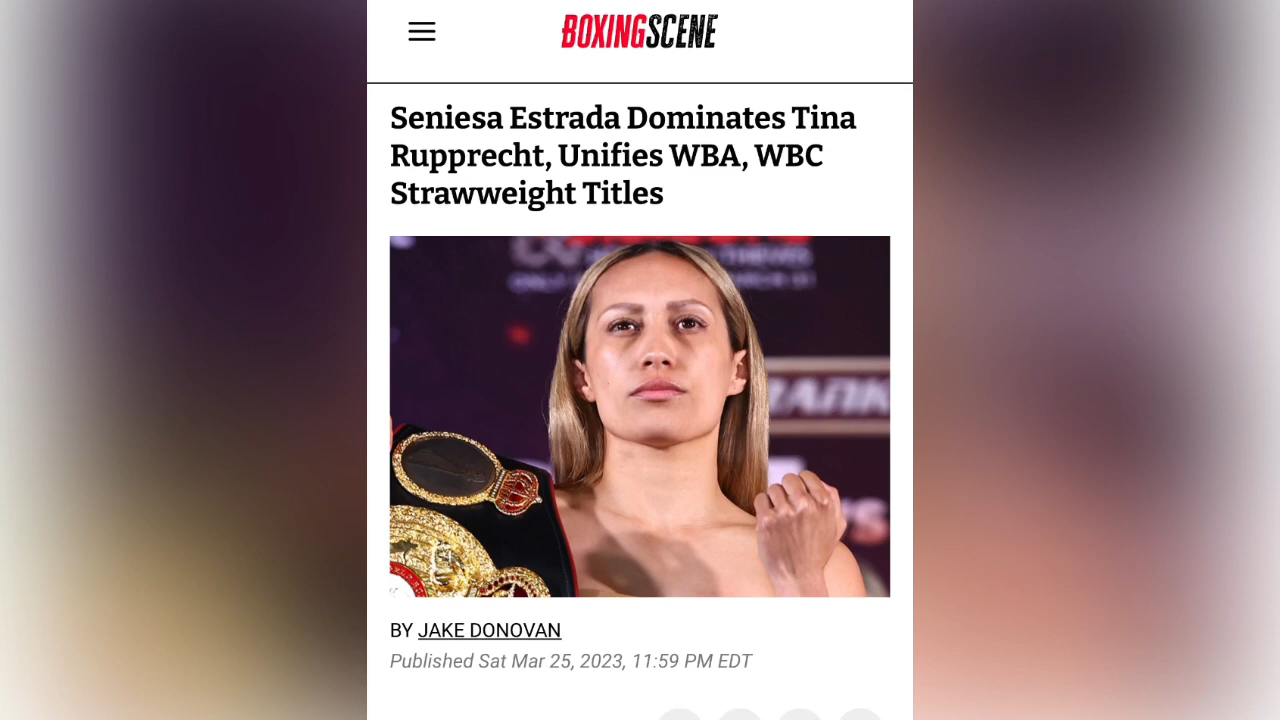 BOXINGSCENE
Seniesa Estrada Dominates Tina
Rupprecht, Unifies WBA, WBC
Strawweight Titles
RANK
BY JAKE DONOVAN
Published Sat Mar 25, 2023, 11:59 PM EDT